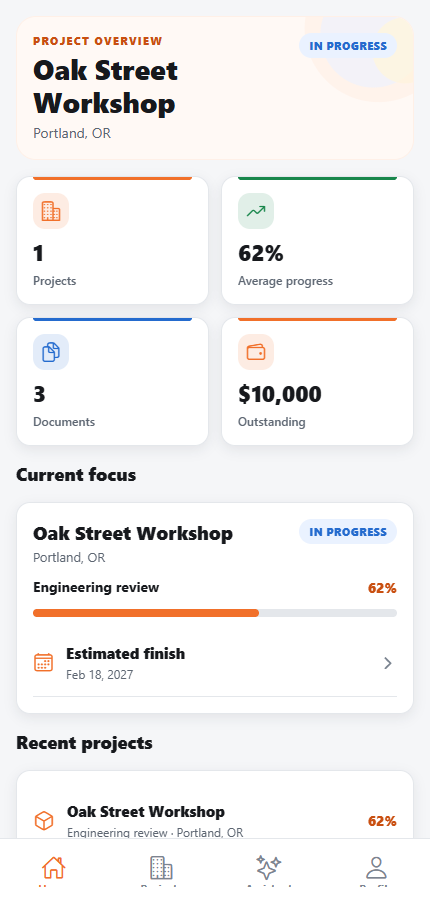 PROJECT OVERVIEW
IN PROGRESS
Oak Street
Workshop
Portland, OR
1
Projects
62%
Average progress
3
Documents
$10,000
Outstanding
Current focus
Oak Street Workshop
IN PROGRESS
Portland, OR
Engineering review
62%
Estimated finish
Feb 18, 2027
Recent projects
Oak Street Workshop
62%
Engineering review · Portland, OR